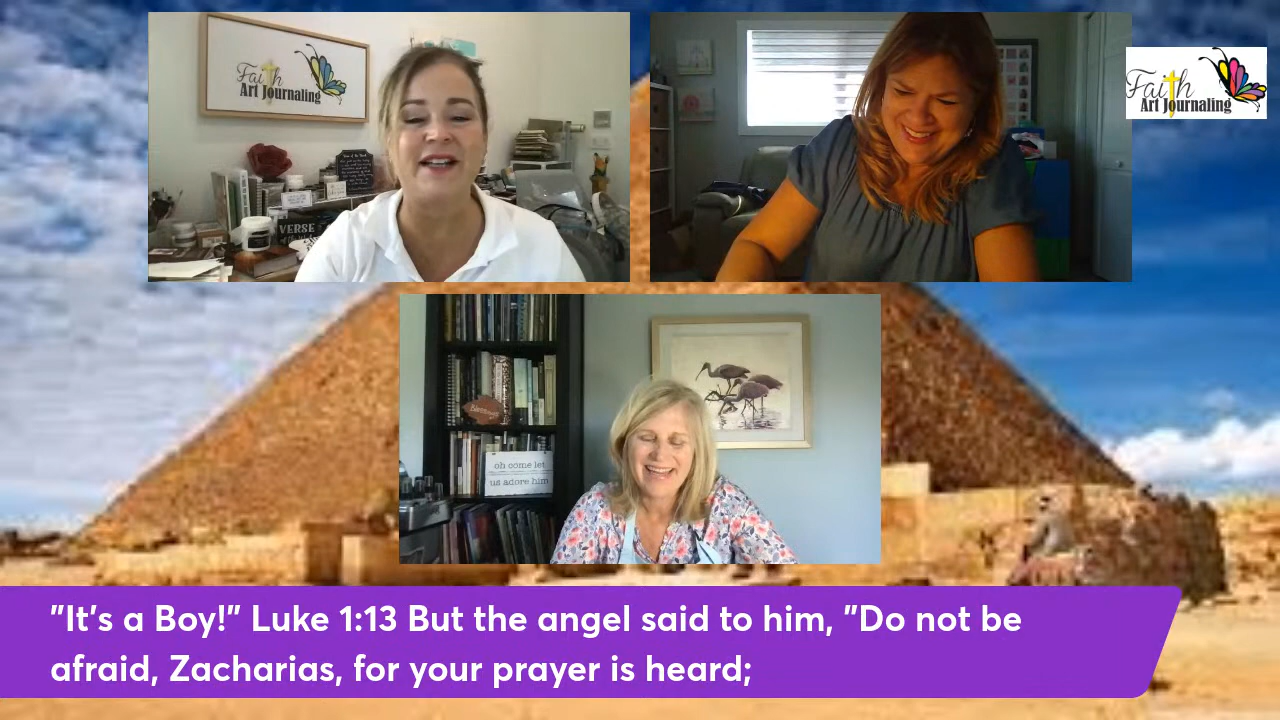 Faith
Art Journaling
Faith
Art Journaling
VERSE
Blessings
oh come let
us adore him
"It's a Boy!" Luke 1:13 But the angel said to him, "Do not be
afraid, Zacharias, for your prayer is heard;